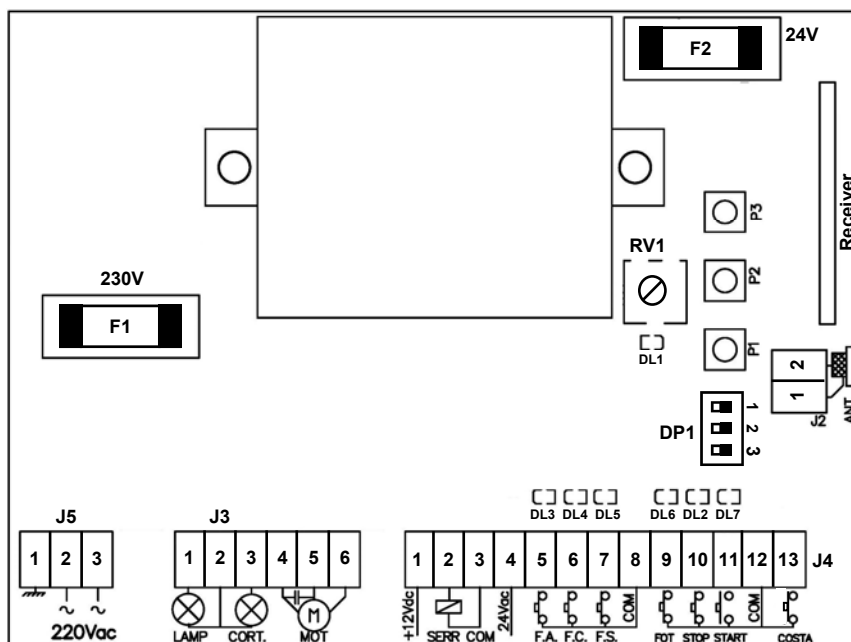 F2
24V
Receiver
P3
RV1
P2
230V
F1
P1
DL1
2
1
J2
ANT
DP1
1
2
3
DL3 DL4 DL5 DL6 DL2 DL7
J5
J3
1 2 3
1 2 3 4 5 6
1 2 3 4 5 6 7 8 9 10 11 12 13
J4
~ ~
220Vac
M
LAMP CORT. MOT
+12Vdc
SERR COM
24Vac
F.A. F.C. F.S.
COM
FOT STOP START
COM
COSTA